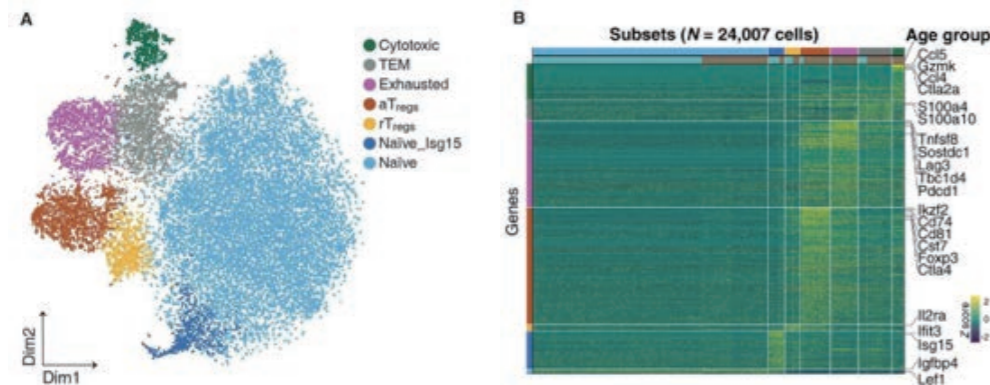 A
Cytotoxic
TEM
Exhausted
aTregs
rTregs
Naïve_Isg15
Naïve
Dim2
Dim1
B
Subsets (N = 24,007 cells)
Age group
Genes
Ccl5
Gzmk
Ccl4
Ctla2a
S100a4
S100a10
Tnfsf8
Sostdc1
Lag3
Tbc1d4
Pdcd1
Ikzf2
Cd74
Cd81
Cst7
Foxp3
Ctla4
Il2ra
Ifit3
Isg15
Igfbp4
Lef1
Z score
2
0
-2